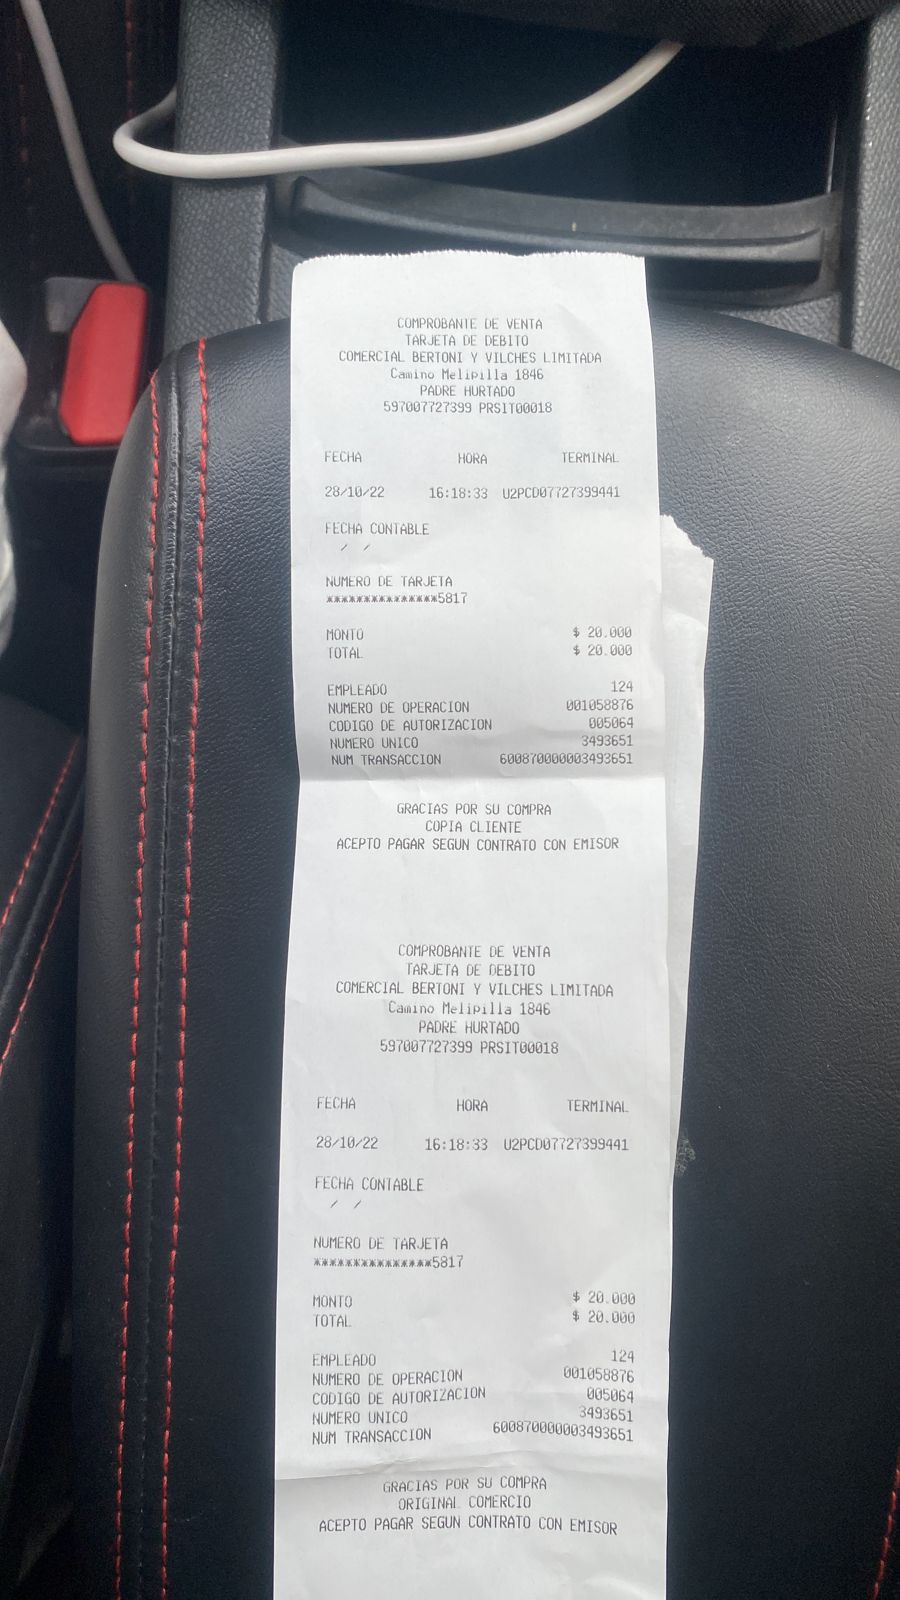 COMPROBANTE DE VENTA
TARJETA DE DEBITO
COMERCIAL BERTONI Y VILCHES LIMITADA
Camino Melipilla 1846
PADRE HURTADO
597007727399 PRSIT00018
FECHA HORA TERMINAL
28/10/22 16:18:33 U2PCD07727399441
FECHA CONTABLE
/ /
NUMERO DE TARJETA
***************5817
MONTO $ 20.000
TOTAL $ 20.000
EMPLEADO 124
NUMERO DE OPERACION 001058876
CODIGO DE AUTORIZACION 005064
NUMERO UNICO 3493651
NUM TRANSACCION 600870000003493651
GRACIAS POR SU COMPRA
COPIA CLIENTE
ACEPTO PAGAR SEGUN CONTRATO CON EMISOR
COMPROBANTE DE VENTA
TARJETA DE DEBITO
COMERCIAL BERTONI Y VILCHES LIMITADA
Camino Melipilla 1846
PADRE HURTADO
597007727399 PRSIT00018
FECHA HORA TERMINAL
28/10/22 16:18:33 U2PCD07727399441
FECHA CONTABLE
/ /
NUMERO DE TARJETA
***************5817
MONTO $ 20.000
TOTAL $ 20.000
EMPLEADO 124
NUMERO DE OPERACION 001058876
CODIGO DE AUTORIZACION 005064
NUMERO UNICO 3493651
NUM TRANSACCION 600870000003493651
GRACIAS POR SU COMPRA
ORIGINAL COMERCIO
ACEPTO PAGAR SEGUN CONTRATO CON EMISOR